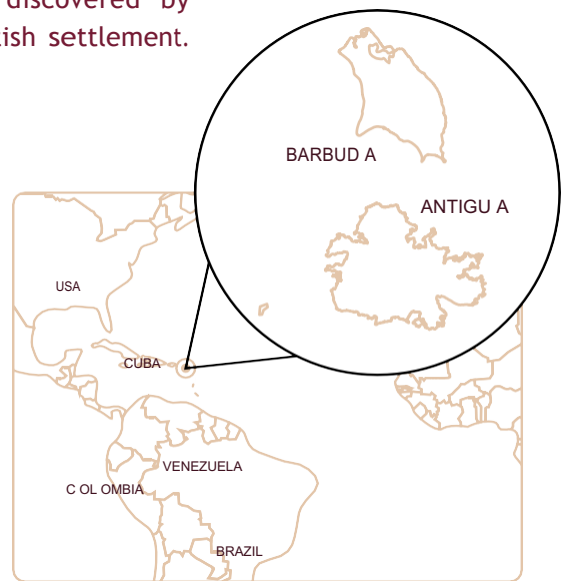 discovered by
ish settlement.
BARBUD A
ANTIGU A
USA
CUBA
VENEZUELA
C OL OMBIA
BRAZIL